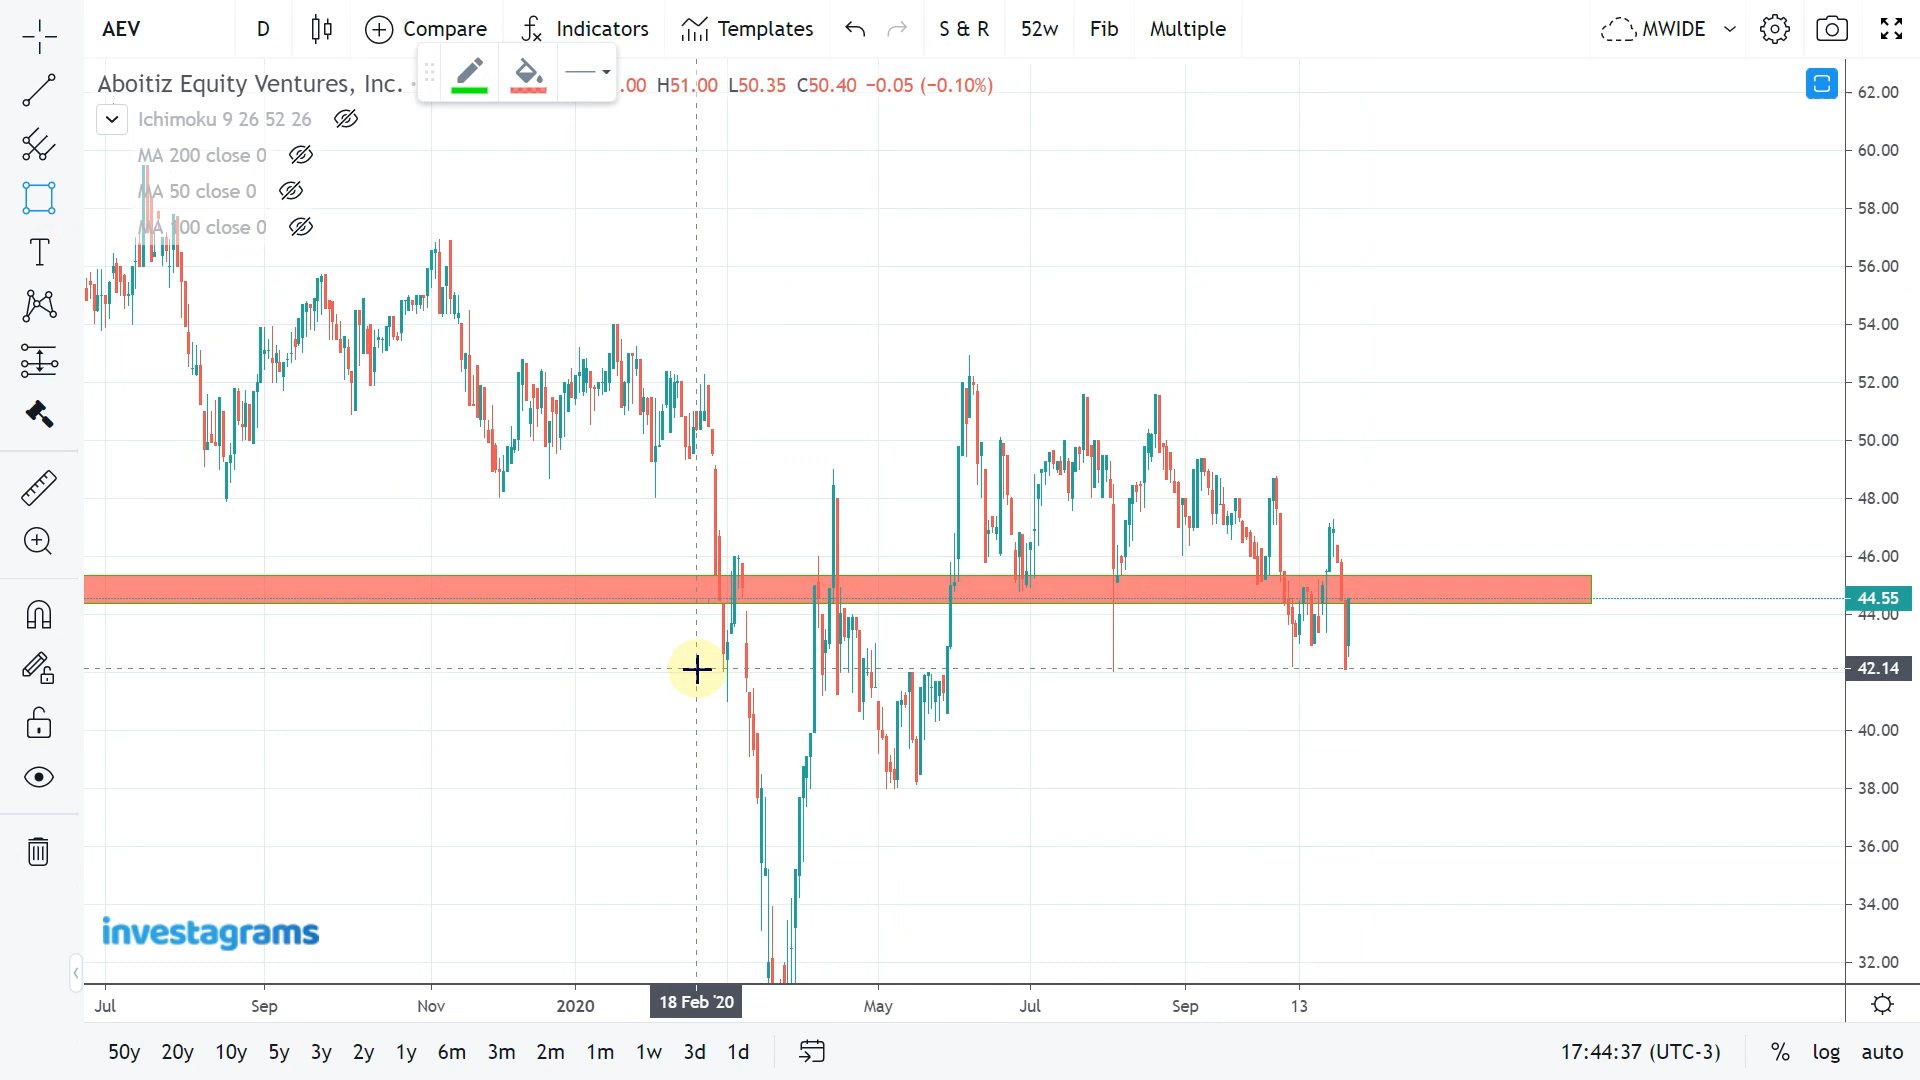 AEV D Compare Indicators Templates S & R 52w Fib Multiple MWIDE
Aboitiz Equity Ventures, Inc. · .00 H51.00 L50.35 C50.40 −0.05 (−0.10%)
Ichimoku 9 26 52 26
MA 200 close 0
MA 50 close 0
MA 100 close 0
62.00
60.00
58.00
56.00
54.00
52.00
50.00
48.00
46.00
44.55
44.00
42.14
40.00
38.00
36.00
34.00
32.00
investagrams
Jul Sep Nov 2020 18 Feb '20 May Jul Sep 13
50y 20y 10y 5y 3y 2y 1y 6m 3m 2m 1m 1w 3d 1d 17:44:37 (UTC-3) % log auto